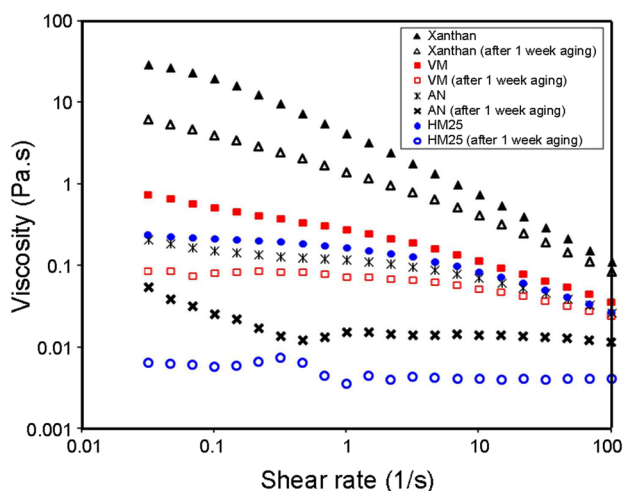 100
10
1
0.1
0.01
0.001
Viscosity (Pa.s)
Xanthan
Xanthan (after 1 week aging)
VM
VM (after 1 week aging)
AN
AN (after 1 week aging)
HM25
HM25 (after 1 week aging)
0.01 0.1 1 10 100
Shear rate (1/s)